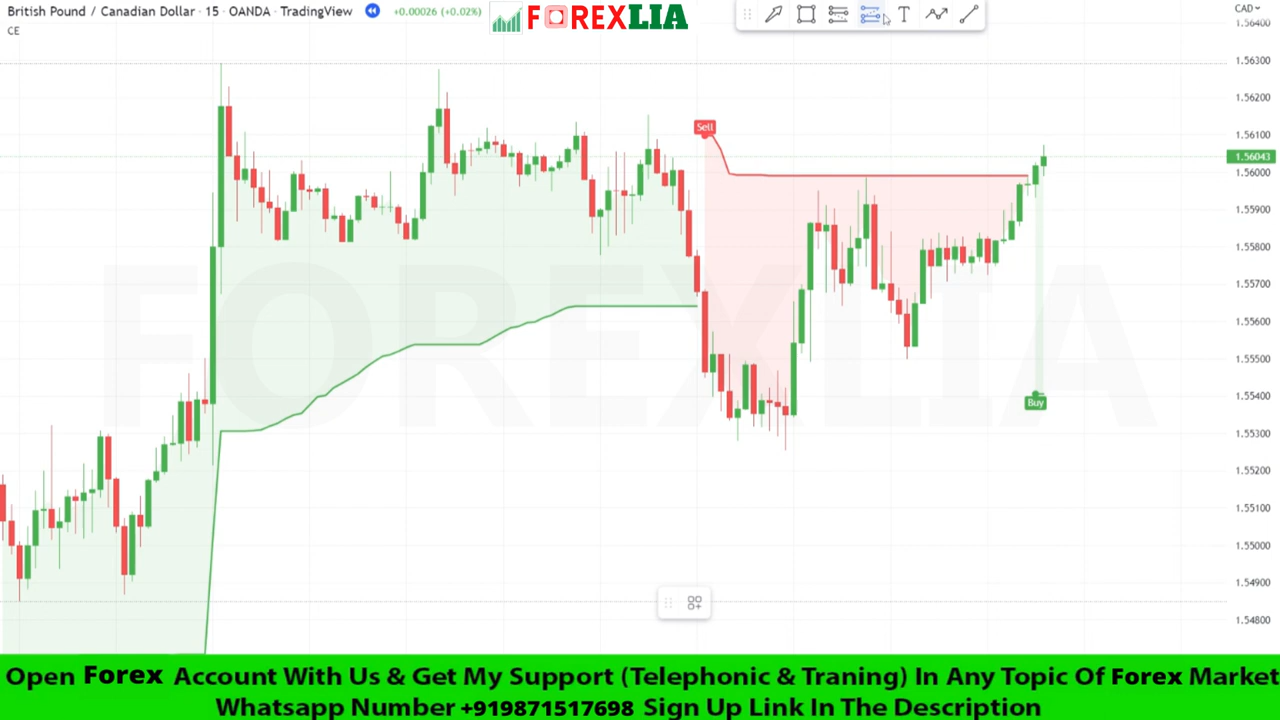 British Pound / Canadian Dollar · 15 · OANDA · TradingView
+0.00026 (+0.02%)
FOREXLIA
CAD
CE
1.56400
1.56300
1.56200
Sell
1.56100
1.56043
1.56000
1.55900
1.55800
1.55700
FOREXLIA
1.55600
1.55500
1.55400
Buy
1.55300
1.55200
1.55100
1.55000
1.54900
1.54800
Open Forex Account With Us & Get My Support (Telephonic & Traning) In Any Topic Of Forex Market
Whatsapp Number +919871517698 Sign Up Link In The Description